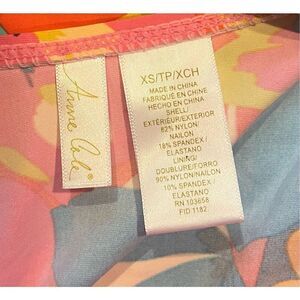 Anne Cole®
XS/TP/XCH
MADE IN CHINA
FABRIQUÉ EN CHINE
HECHO EN CHINA
SHELL/
EXTÉRIEUR/EXTERIOR
82% NYLON/
NAILON
18% SPANDEX/
ELASTANO
LINING/
DOUBLURE/FORRO
90% NYLON/NAILON
10% SPANDEX/
ELASTANO
RN 103658
FID 1182